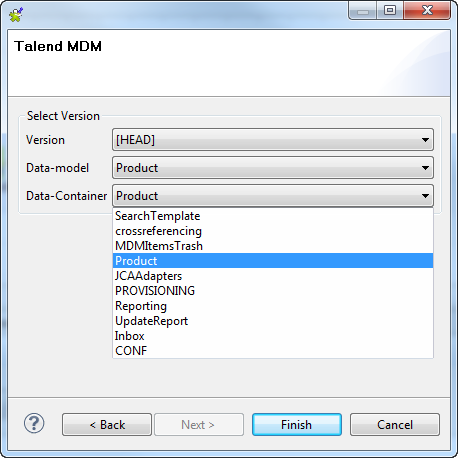 Talend MDM
Select Version
Version [HEAD]
Data-model Product
Data-Container Product
SearchTemplate
crossreferencing
MDMItemsTrash
Product
JCAAdapters
PROVISIONING
Reporting
UpdateReport
Inbox
CONF
? < Back Next > Finish Cancel